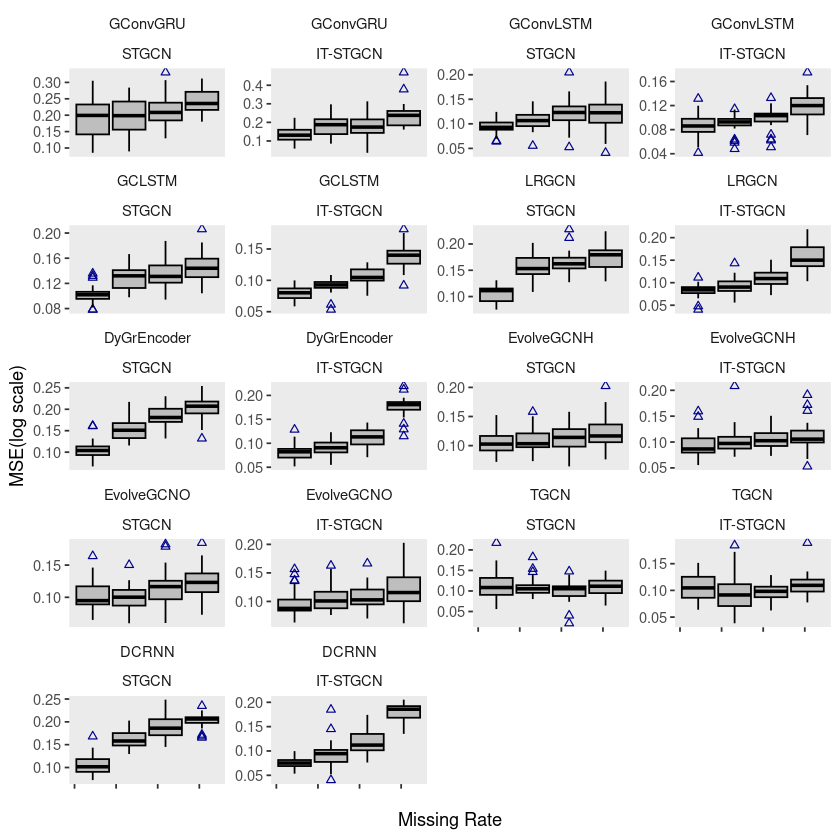 GConvGRU GConvGRU GConvLSTM GConvLSTM
STGCN IT-STGCN STGCN IT-STGCN
0.30 0.25 0.20 0.15 0.10
0.4 0.3 0.2 0.1
0.20 0.15 0.10 0.05
0.16 0.12 0.08 0.04
GCLSTM GCLSTM LRGCN LRGCN
STGCN IT-STGCN STGCN IT-STGCN
0.20 0.16 0.12 0.08
0.15 0.10 0.05
0.20 0.15 0.10
0.20 0.15 0.10 0.05
DyGrEncoder DyGrEncoder EvolveGCNH EvolveGCNH
STGCN IT-STGCN STGCN IT-STGCN
0.25 0.20 0.15 0.10
0.20 0.15 0.10 0.05
0.20 0.15 0.10
0.20 0.15 0.10 0.05
MSE(log scale)
EvolveGCNO EvolveGCNO TGCN TGCN
STGCN IT-STGCN STGCN IT-STGCN
0.15 0.10
0.20 0.15 0.10
0.20 0.15 0.10 0.05
0.15 0.10 0.05
DCRNN DCRNN
STGCN IT-STGCN
0.25 0.20 0.15 0.10
0.20 0.15 0.10 0.05
Missing Rate